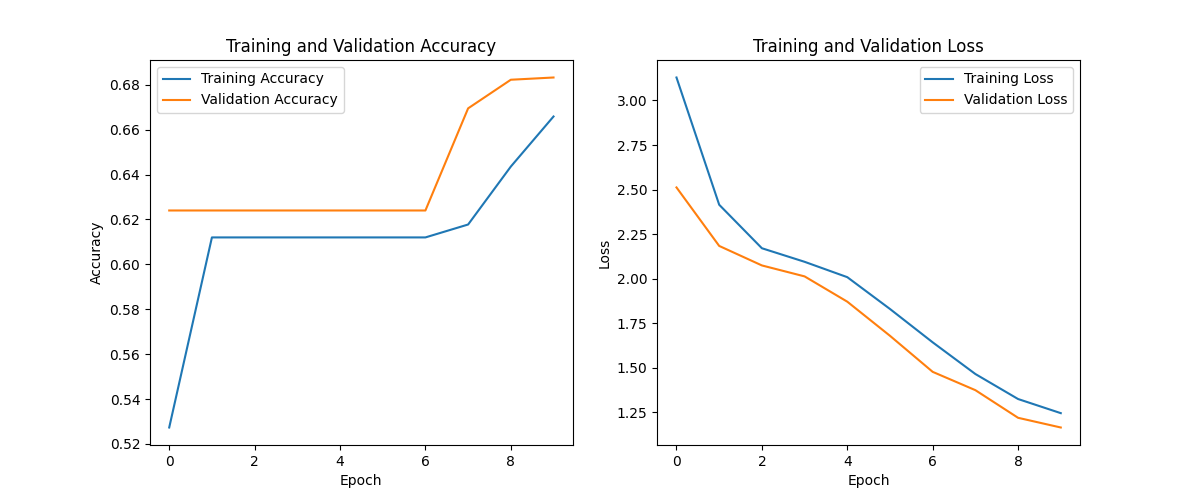 Training and Validation Accuracy
Training Accuracy
Validation Accuracy
0.68
0.66
0.64
0.62
0.60
0.58
0.56
0.54
0.52
Accuracy
0 2 4 6 8
Epoch
Training and Validation Loss
Training Loss
Validation Loss
3.00
2.75
2.50
2.25
2.00
1.75
1.50
1.25
Loss
0 2 4 6 8
Epoch